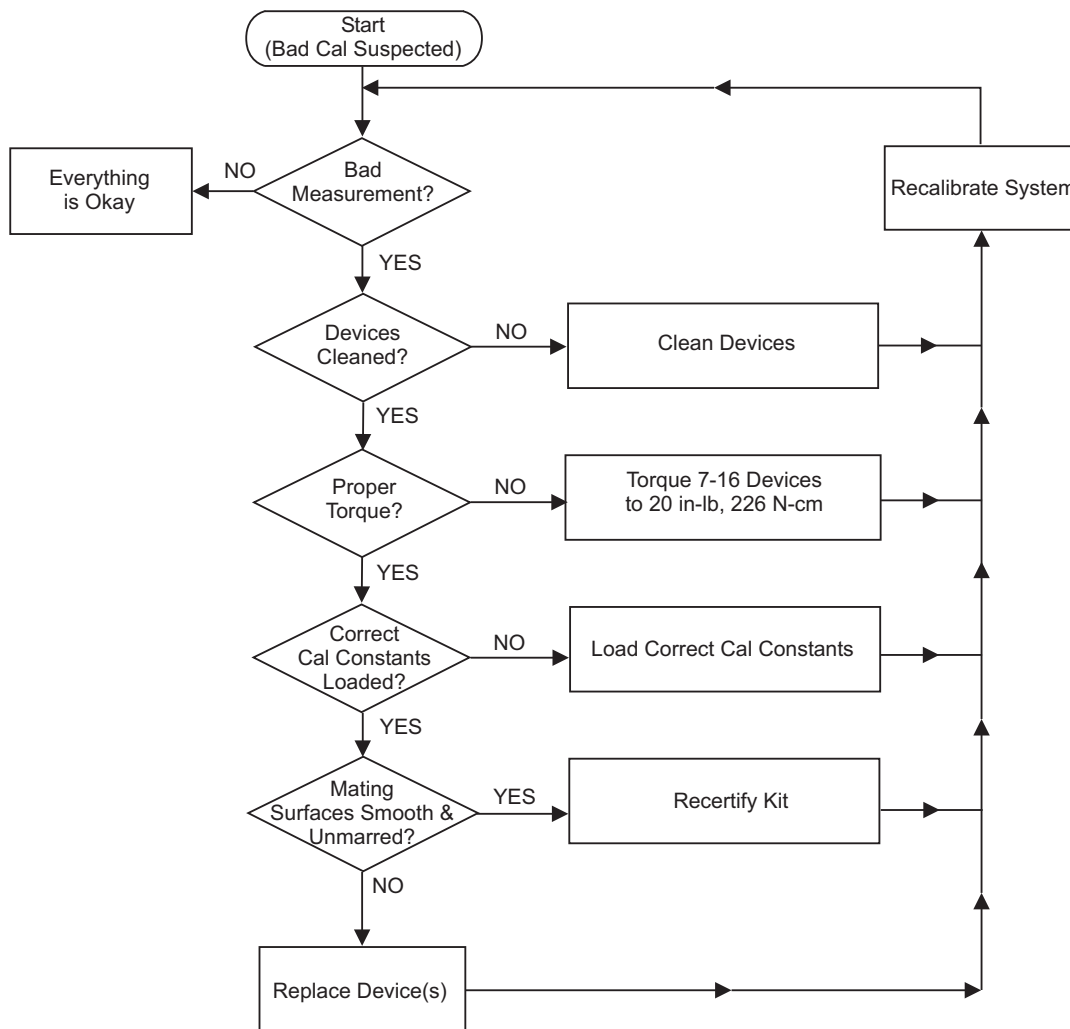 Start
(Bad Cal Suspected)
Bad
Measurement?
NO
Everything
is Okay
Recalibrate System
YES
Devices
Cleaned?
NO
Clean Devices
YES
Proper
Torque?
NO
Torque 7-16 Devices
to 20 in-lb, 226 N-cm
YES
Correct
Cal Constants
Loaded?
NO
Load Correct Cal Constants
YES
Mating
Surfaces Smooth &
Unmarred?
YES
Recertify Kit
NO
Replace Device(s)